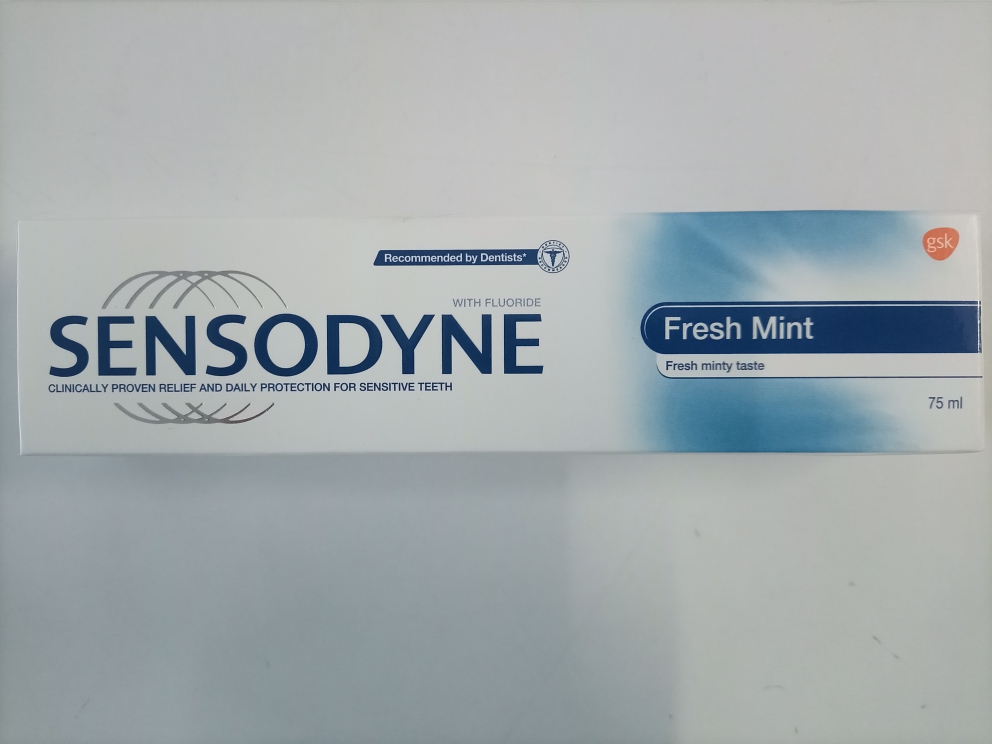 Recommended by Dentists*
WITH FLUORIDE
SENSODYNE
CLINICALLY PROVEN RELIEF AND DAILY PROTECTION FOR SENSITIVE TEETH
gsk
Fresh Mint
Fresh minty taste
75 ml